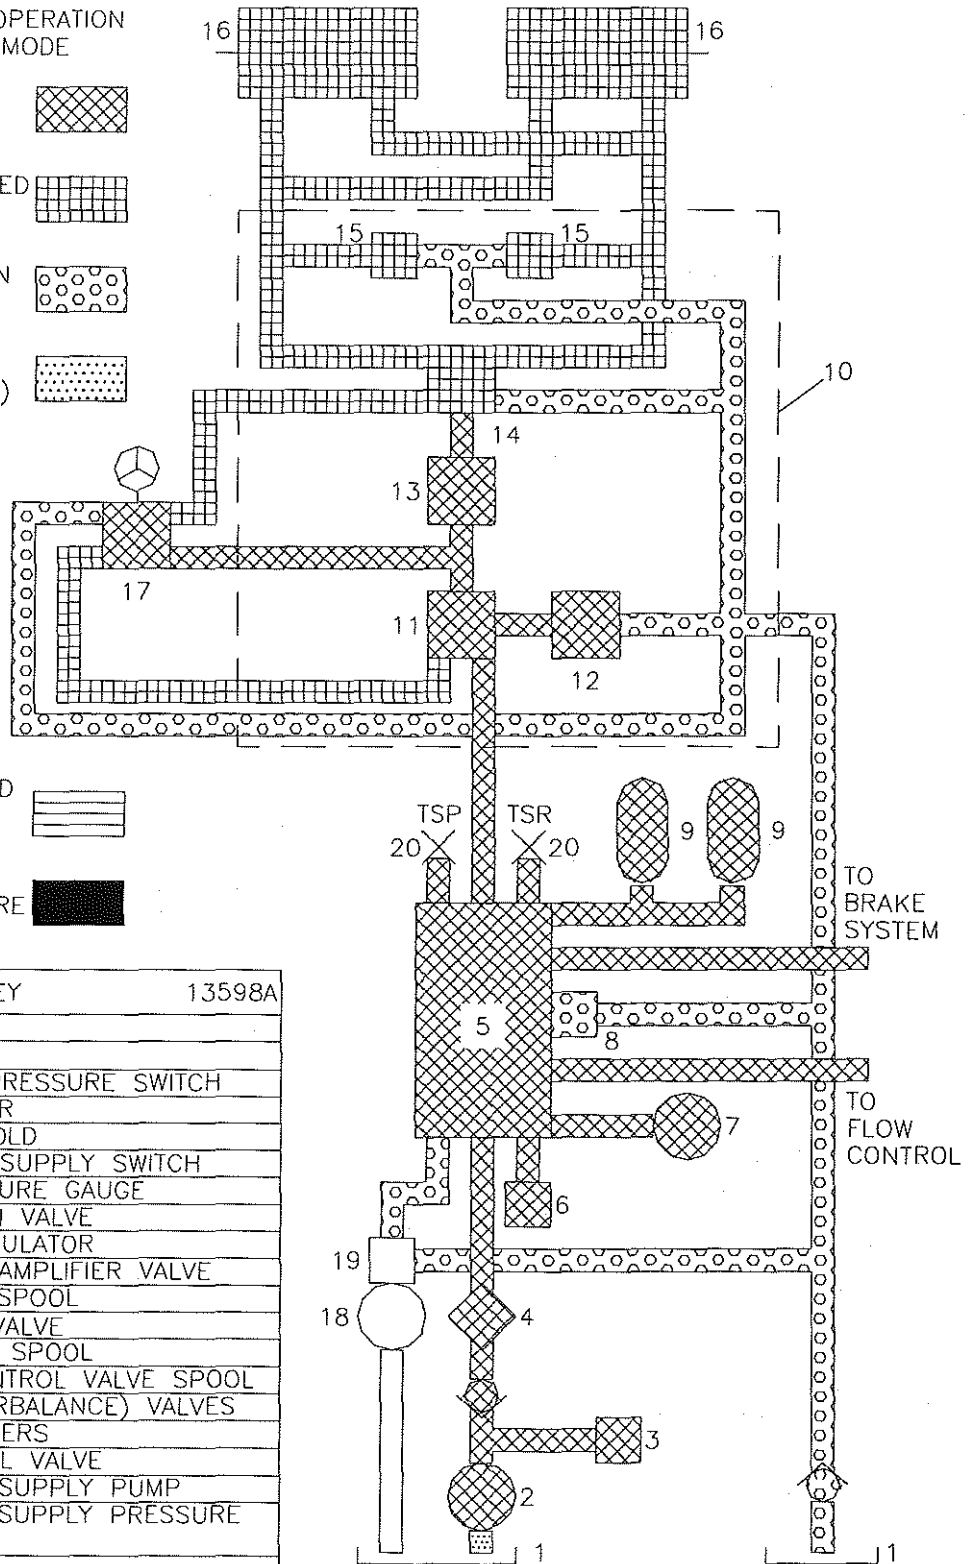 OPERATION
MODE
16
16
ED
N
15
15
)
10
14
13
17
11
12
D
TSP
TSR
20
20
9
9
RE
TO
BRAKE
SYSTEM
EY 13598A
5
8
PRESSURE SWITCH
R
OLD
SUPPLY SWITCH
URE GAUGE
VALVE
ULATOR
AMPLIFIER VALVE
SPOOL
VALVE
SPOOL
TROL VALVE SPOOL
RBALANCE) VALVES
ERS
L VALVE
SUPPLY PUMP
SUPPLY PRESSURE
TO
FLOW
CONTROL
7
6
19
18
4
3
2
1
1